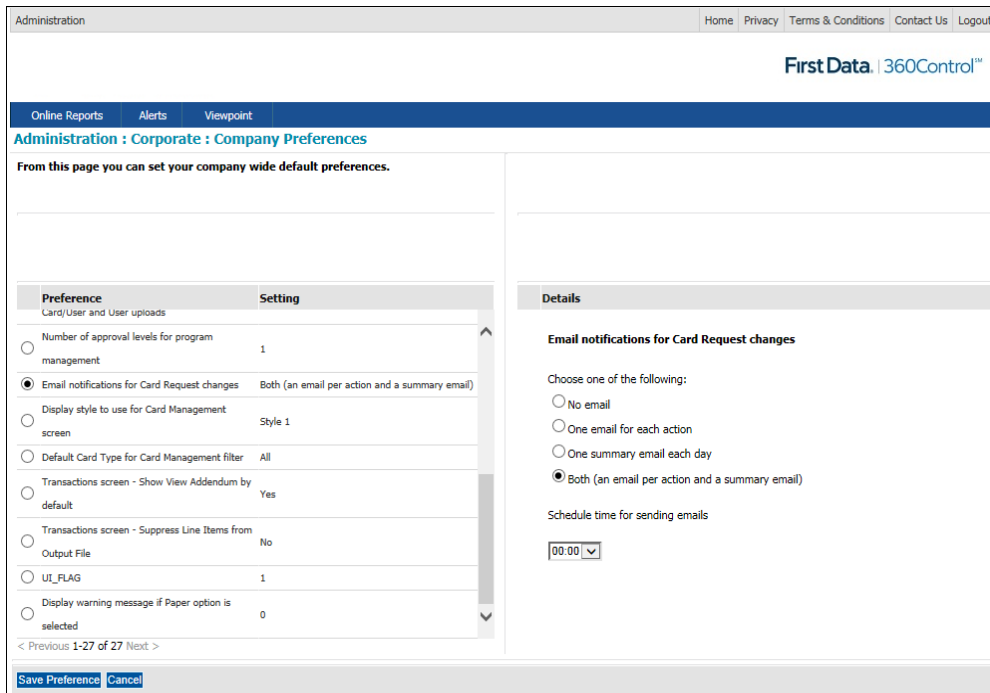 Administration
Home Privacy Terms & Conditions Contact Us Logout
First Data. | 360Control℠
Online Reports Alerts Viewpoint
Administration : Corporate : Company Preferences
From this page you can set your company wide default preferences.
Preference Setting
Card/User and User uploads
Number of approval levels for program
management
1
Email notifications for Card Request changes Both (an email per action and a summary email)
Display style to use for Card Management
screen
Style 1
Default Card Type for Card Management filter All
Transactions screen - Show View Addendum by
default
Yes
Transactions screen - Suppress Line Items from
Output File
No
UI_FLAG 1
Display warning message if Paper option is
selected
0
< Previous 1-27 of 27 Next >
Details
Email notifications for Card Request changes
Choose one of the following:
No email
One email for each action
One summary email each day
Both (an email per action and a summary email)
Schedule time for sending emails
00:00
Save Preference Cancel